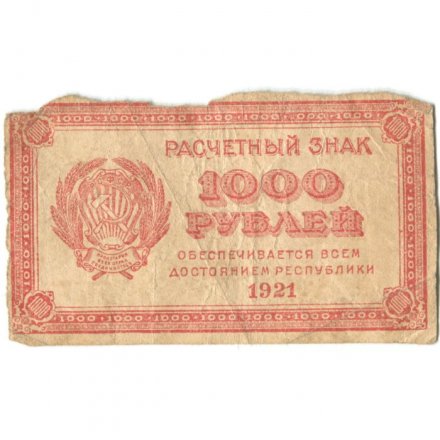 РАСЧЕТНЫЙ ЗНАК
1000
РУБЛЕЙ
ОБЕСПЕЧИВАЕТСЯ ВСЕМ
ДОСТОЯНИЕМ РЕСПУБЛИКИ
1921